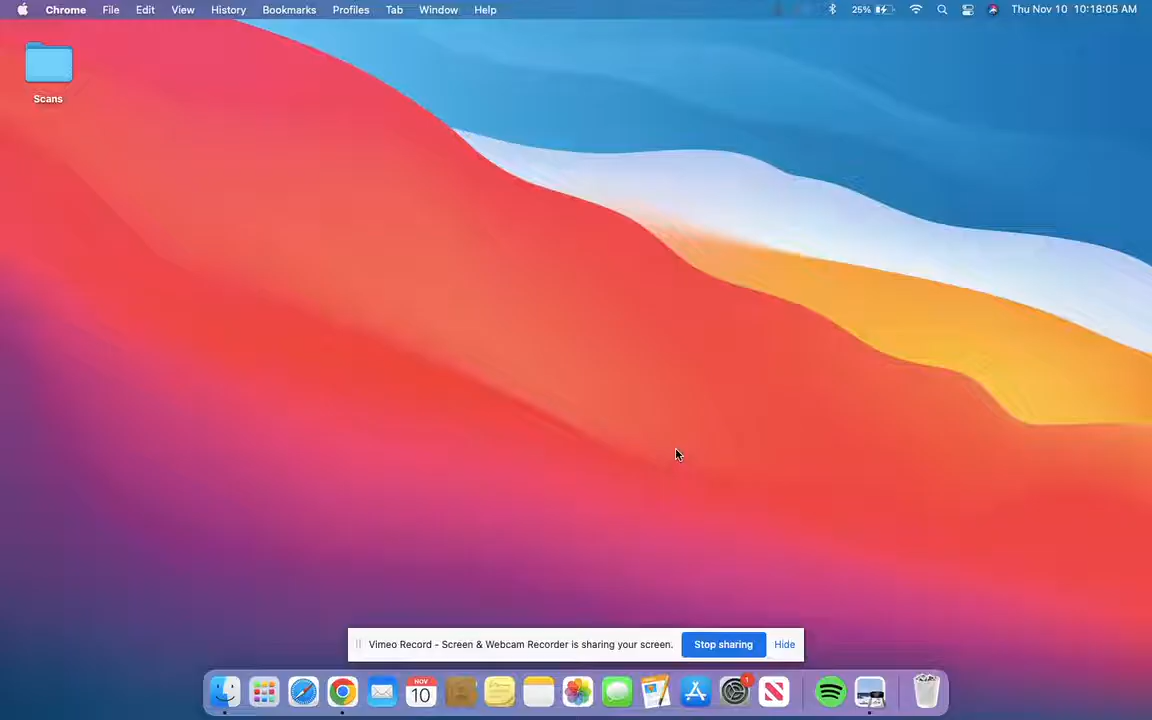 Chrome File Edit View History Bookmarks Profiles Tab Window Help 25% Thu Nov 10 10:18:05 AM
Scans
Vimeo Record - Screen & Webcam Recorder is sharing your screen. Stop sharing Hide
NOV
10
1